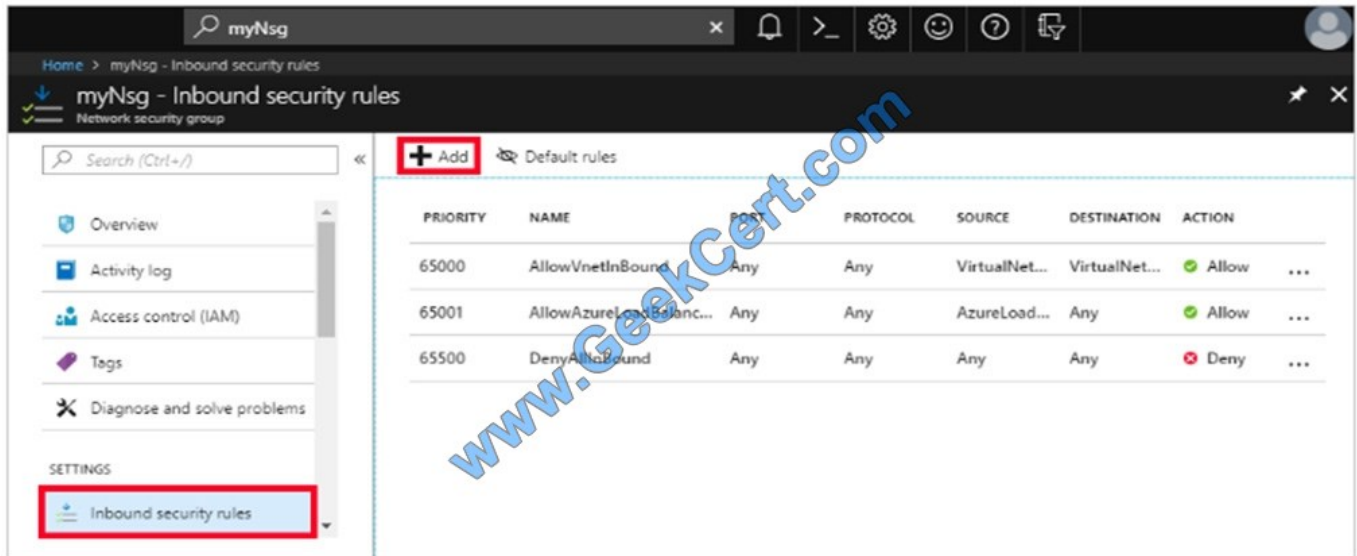 myNsg
Home > myNsg - Inbound security rules
myNsg - Inbound security rules
Network security group
Search (Ctrl+/)
Add
Default rules
Overview
Activity log
Access control (IAM)
Tags
Diagnose and solve problems
SETTINGS
Inbound security rules
PRIORITY NAME PORT PROTOCOL SOURCE DESTINATION ACTION
65000 AllowVnetInBound Any Any VirtualNet... VirtualNet... Allow ...
65001 AllowAzureLoadBalanc... Any Any AzureLoad... Any Allow ...
65500 DenyAllInBound Any Any Any Any Deny ...
www.GeekCert.com